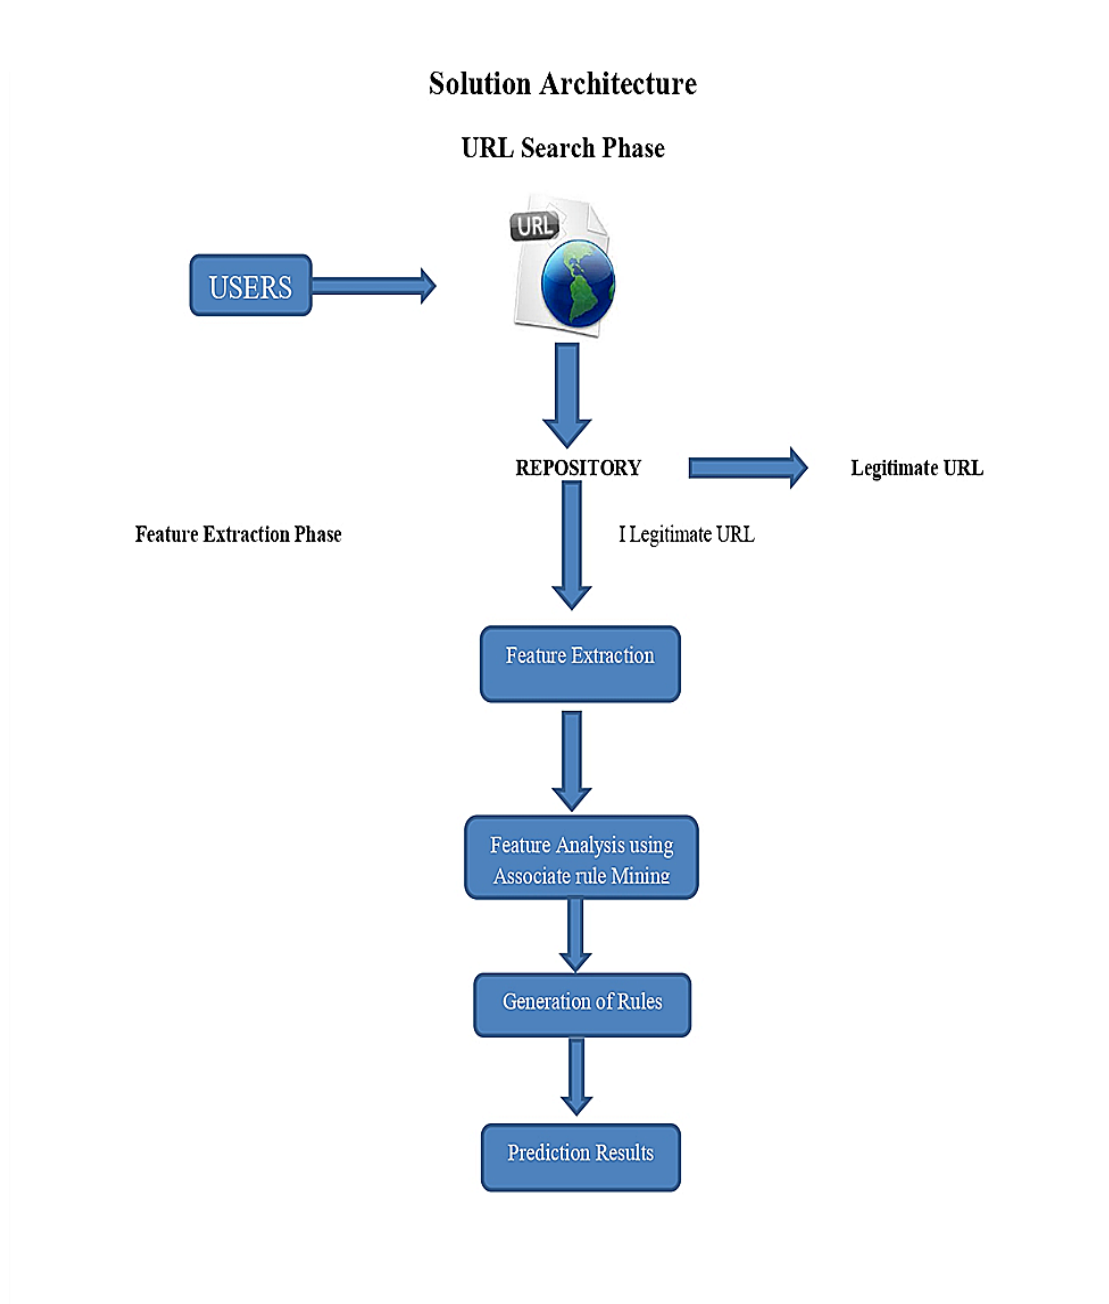 Solution Architecture
URL Search Phase
URL
USERS
REPOSITORY
Legitimate URL
Feature Extraction Phase
I Legitimate URL
Feature Extraction
Feature Analysis using
Associate rule Mining
Generation of Rules
Prediction Results